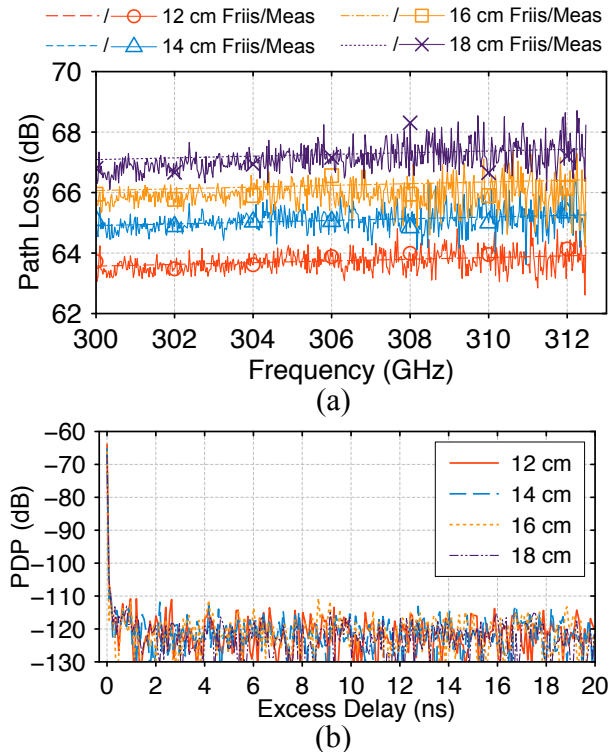 12 cm Friis/Meas
16 cm Friis/Meas
14 cm Friis/Meas
18 cm Friis/Meas
70
68
66
64
62
Path Loss (dB)
300 302 304 306 308 310 312
Frequency (GHz)
(a)
−60
−70
−80
−90
−100
−110
−120
−130
PDP (dB)
12 cm
14 cm
16 cm
18 cm
0 2 4 6 8 10 12 14 16 18 20
Excess Delay (ns)
(b)